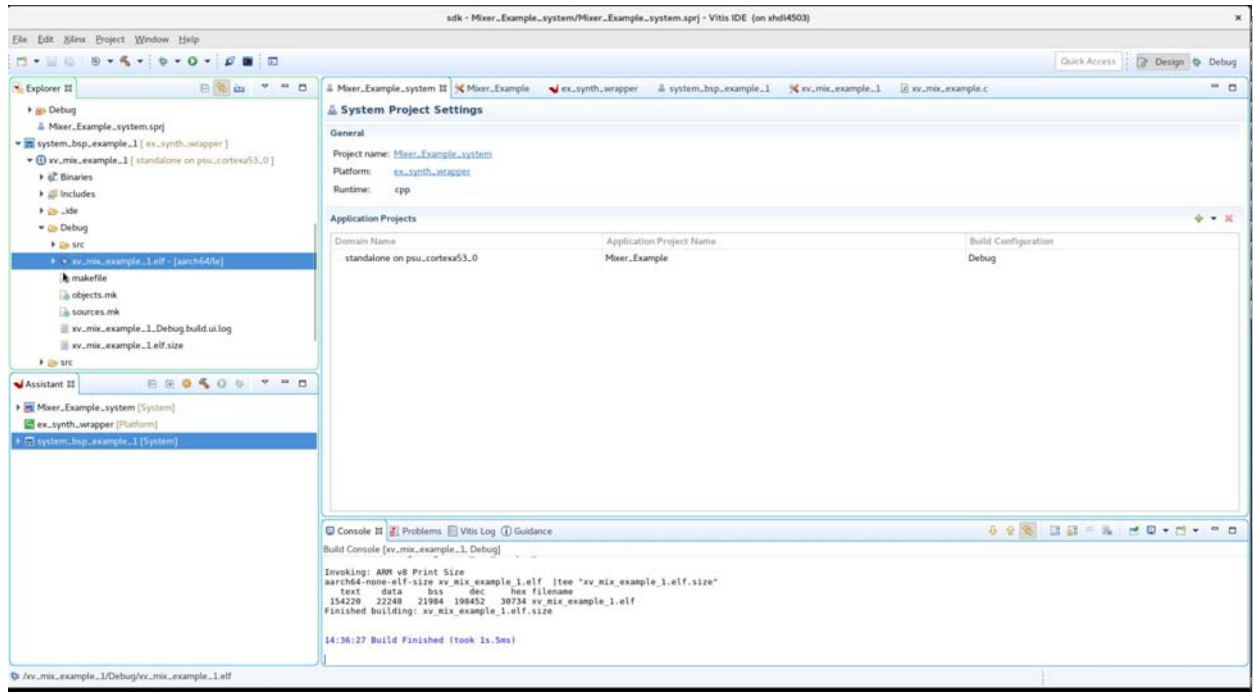 sdk - Mixer_Example_system/Mixer_Example_system.sprj - Vitis IDE (on xhdl4503)
File Edit Xilinx Project Window Help
Quick Access Design Debug
Explorer
Debug
Mixer_Example_system.sprj
system_bsp_example_1 [ ex_synth_wrapper ]
xv_mix_example_1 [ standalone on psu_cortexa53_0 ]
Binaries
Includes
_ide
Debug
src
xv_mix_example_1.elf - [aarch64/le]
makefile
objects.mk
sources.mk
xv_mix_example_1_Debug.build.ui.log
xv_mix_example_1.elf.size
src
Assistant
Mixer_Example_system [System]
ex_synth_wrapper [Platform]
system_bsp_example_1 [System]
Mixer_Example_system Mixer_Example ex_synth_wrapper system_bsp_example_1 xv_mix_example_1 xv_mix_example.c
System Project Settings
General
Project name: Mixer_Example_system
Platform: ex_synth_wrapper
Runtime: cpp
Application Projects
Domain Name Application Project Name Build Configuration
standalone on psu_cortexa53_0 Mixer_Example Debug
Console Problems Vitis Log Guidance
Build Console [xv_mix_example_1, Debug]
Invoking: ARM v8 Print Size
aarch64-none-elf-size xv_mix_example_1.elf |tee "xv_mix_example_1.elf.size"
text data bss dec hex filename
154220 22248 21984 198452 30734 xv_mix_example_1.elf
Finished building: xv_mix_example_1.elf.size
14:36:27 Build Finished (took 1s.5ms)
/xv_mix_example_1/Debug/xv_mix_example_1.elf